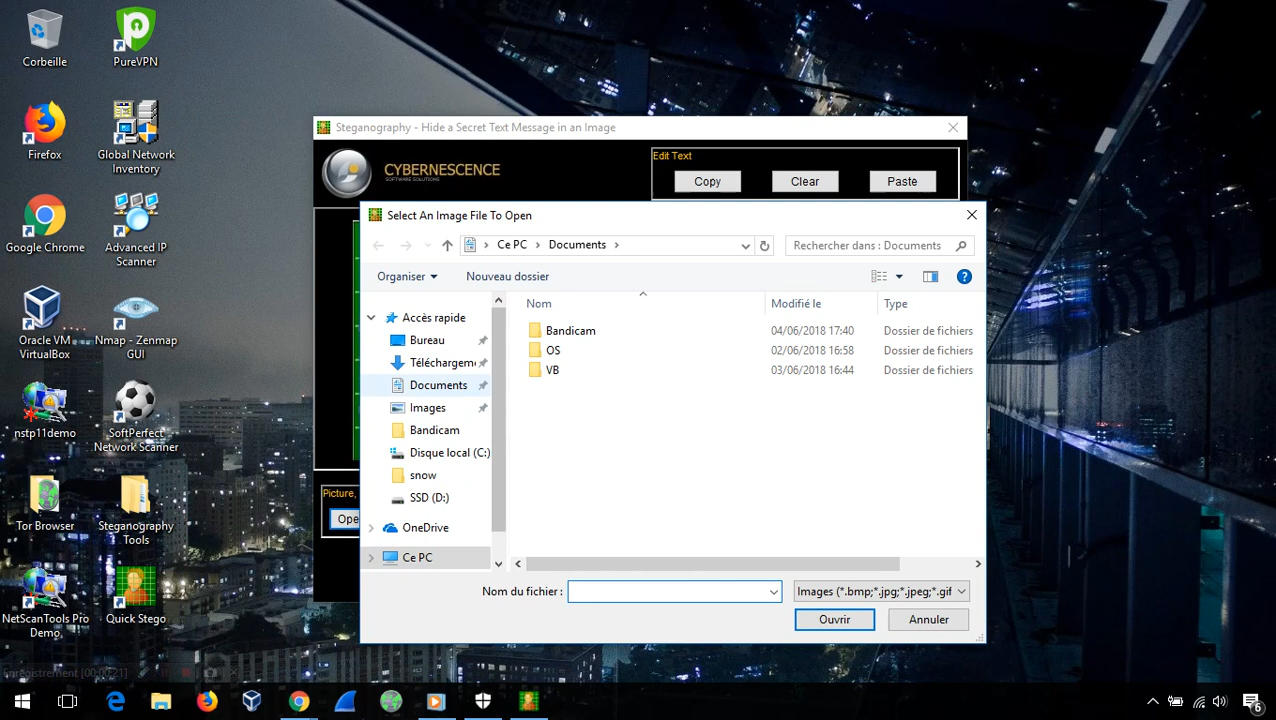 Corbeille
PureVPN
Firefox
Global Network
Inventory
Google Chrome
Advanced IP
Scanner
Oracle VM
VirtualBox
Nmap - Zenmap
GUI
nstp11demo
SoftPerfect
Network Scanner
Tor Browser
Steganography
Tools
NetScanTools Pro
Demo
Quick Stego
Steganography - Hide a Secret Text Message in an Image
CYBERNESCENCE
SOFTWARE SOLUTIONS
Edit Text
Copy Clear Paste
Picture,
Ope
Select An Image File To Open
Ce PC Documents
Rechercher dans : Documents
Organiser Nouveau dossier
Nom Modifié le Type
Accès rapide
Bureau
Téléchargem
Documents
Images
Bandicam
Disque local (C:)
snow
SSD (D:)
OneDrive
Ce PC
Bandicam 04/06/2018 17:40 Dossier de fichiers
OS 02/06/2018 16:58 Dossier de fichiers
VB 03/06/2018 16:44 Dossier de fichiers
Nom du fichier :
Images (*.bmp;*.jpg;*.jpeg;*.gif
Ouvrir Annuler
Enregistrement [00:00:21]
6